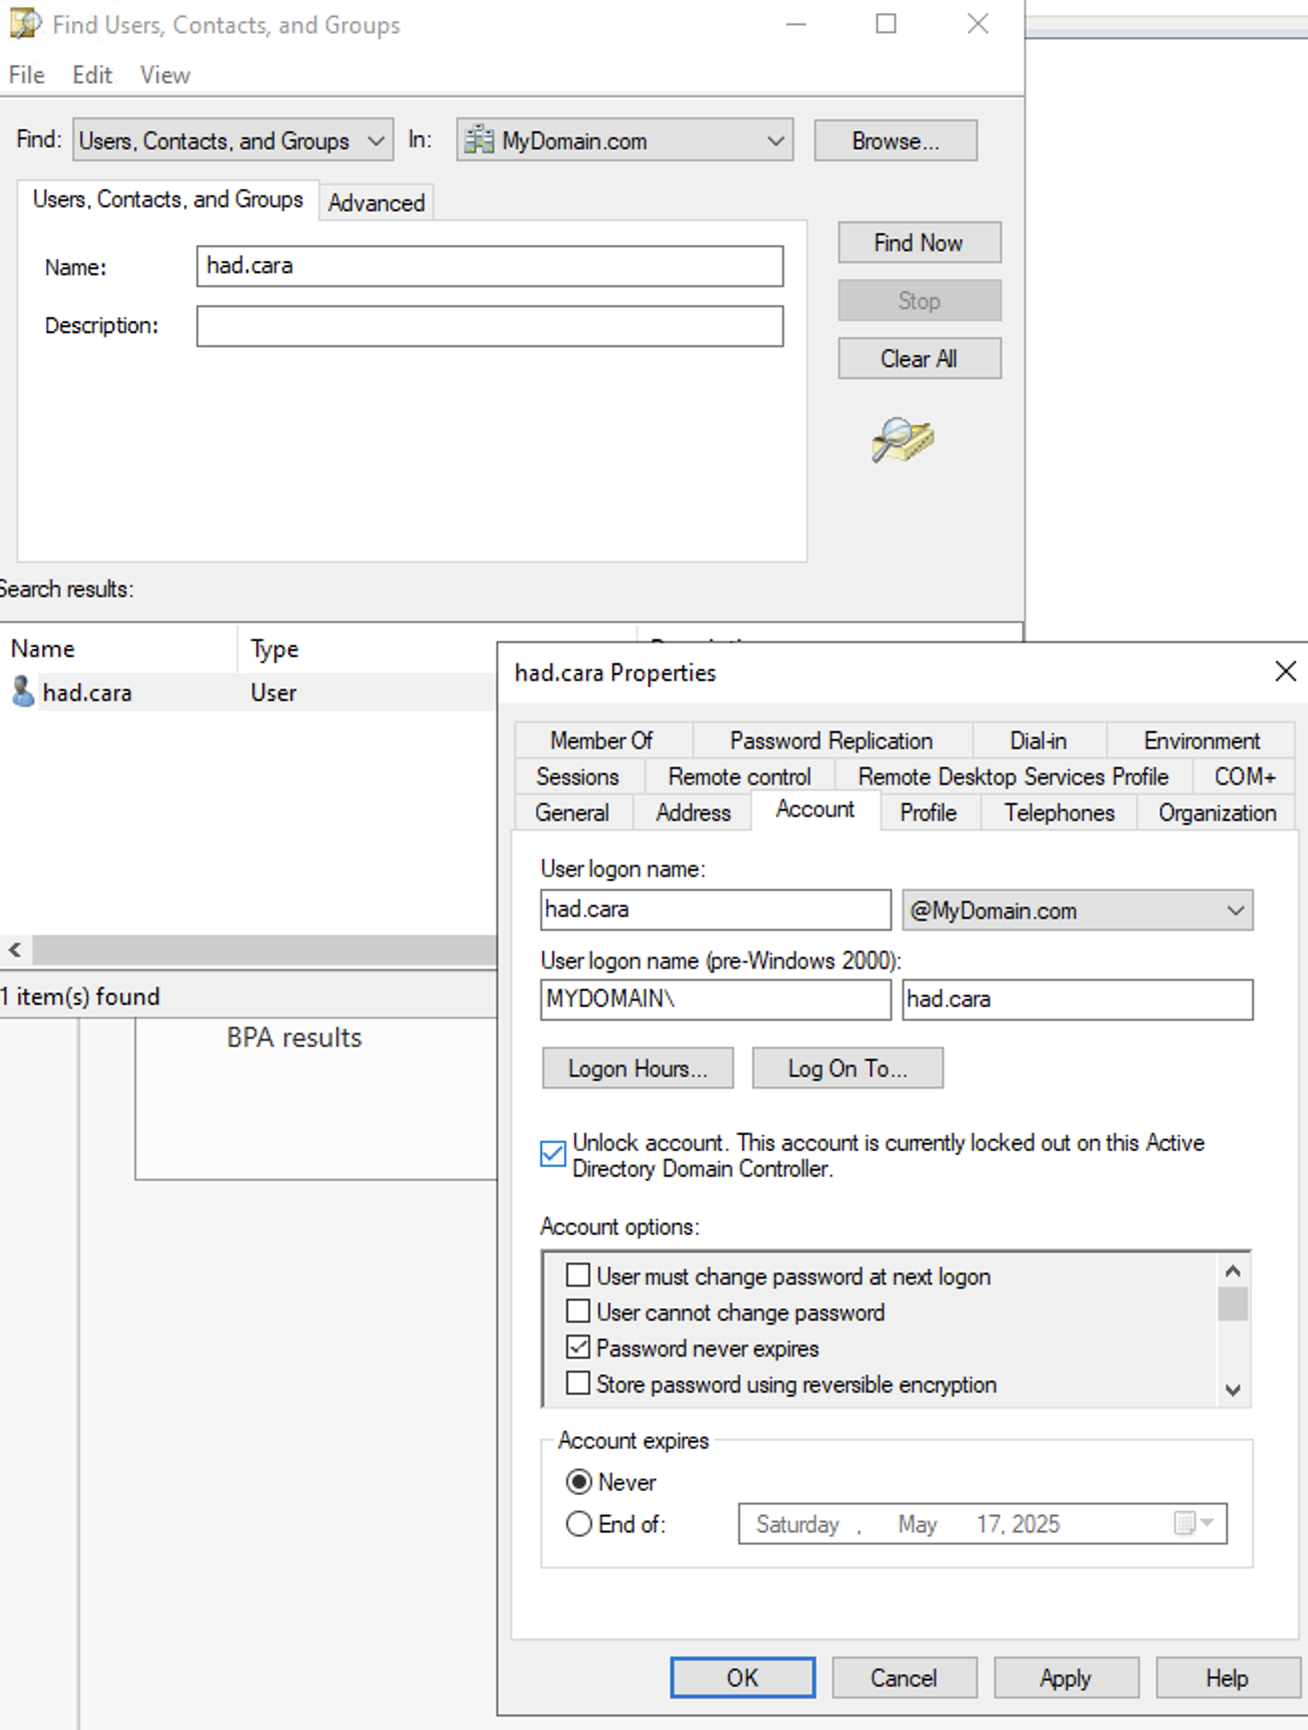 Find Users, Contacts, and Groups
File Edit View
Find: Users, Contacts, and Groups In: MyDomain.com Browse...
Users, Contacts, and Groups Advanced
Name: had.cara
Description:
Find Now
Stop
Clear All
Search results:
Name Type
had.cara User
1 item(s) found
BPA results
had.cara Properties
Member Of Password Replication Dial-in Environment
Sessions Remote control Remote Desktop Services Profile COM+
General Address Account Profile Telephones Organization
User logon name:
had.cara @MyDomain.com
User logon name (pre-Windows 2000):
MYDOMAIN\ had.cara
Logon Hours... Log On To...
Unlock account. This account is currently locked out on this Active
Directory Domain Controller.
Account options:
User must change password at next logon
User cannot change password
Password never expires
Store password using reversible encryption
Account expires
Never
End of: Saturday , May 17, 2025
OK Cancel Apply Help